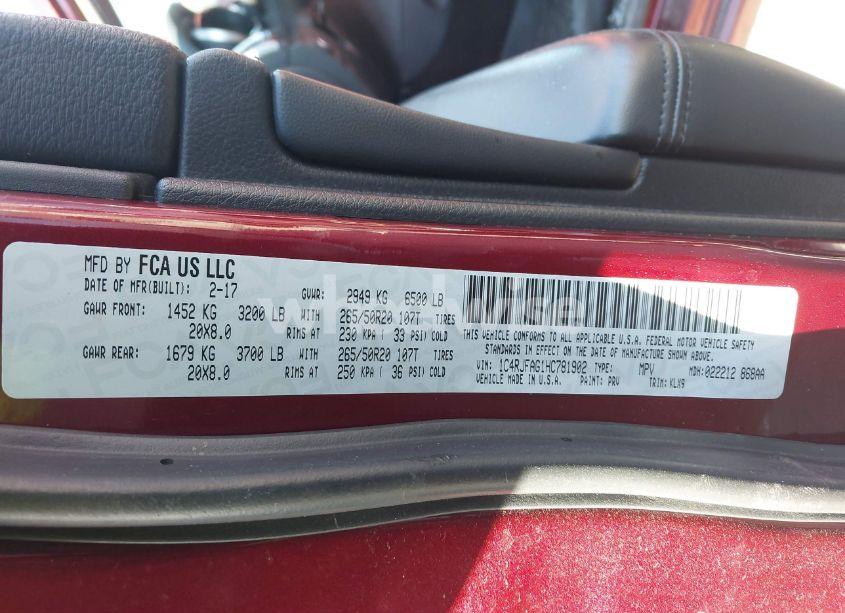 MFD BY FCA US LLC
DATE OF MFR(BUILT): 2-17 GVWR: 2949 KG 6500 LB
GAWR FRONT: 1452 KG 3200 LB WITH 265/50R20 107T TIRES
20X8.0 RIMS AT 230 KPA ( 33 PSI) COLD
GAWR REAR: 1679 KG 3700 LB WITH 265/50R20 107T TIRES
20X8.0 RIMS AT 250 KPA ( 36 PSI) COLD
THIS VEHICLE CONFORMS TO ALL APPLICABLE U.S.A. FEDERAL MOTOR VEHICLE SAFETY
STANDARDS IN EFFECT ON THE DATE OF MANUFACTURE SHOWN ABOVE.
VIN: 1C4RJFAG1HC781902 TYPE: MPV MDH:022212 868AA
VEHICLE MADE IN U.S.A. PAINT: PRV TRIM: KLX9